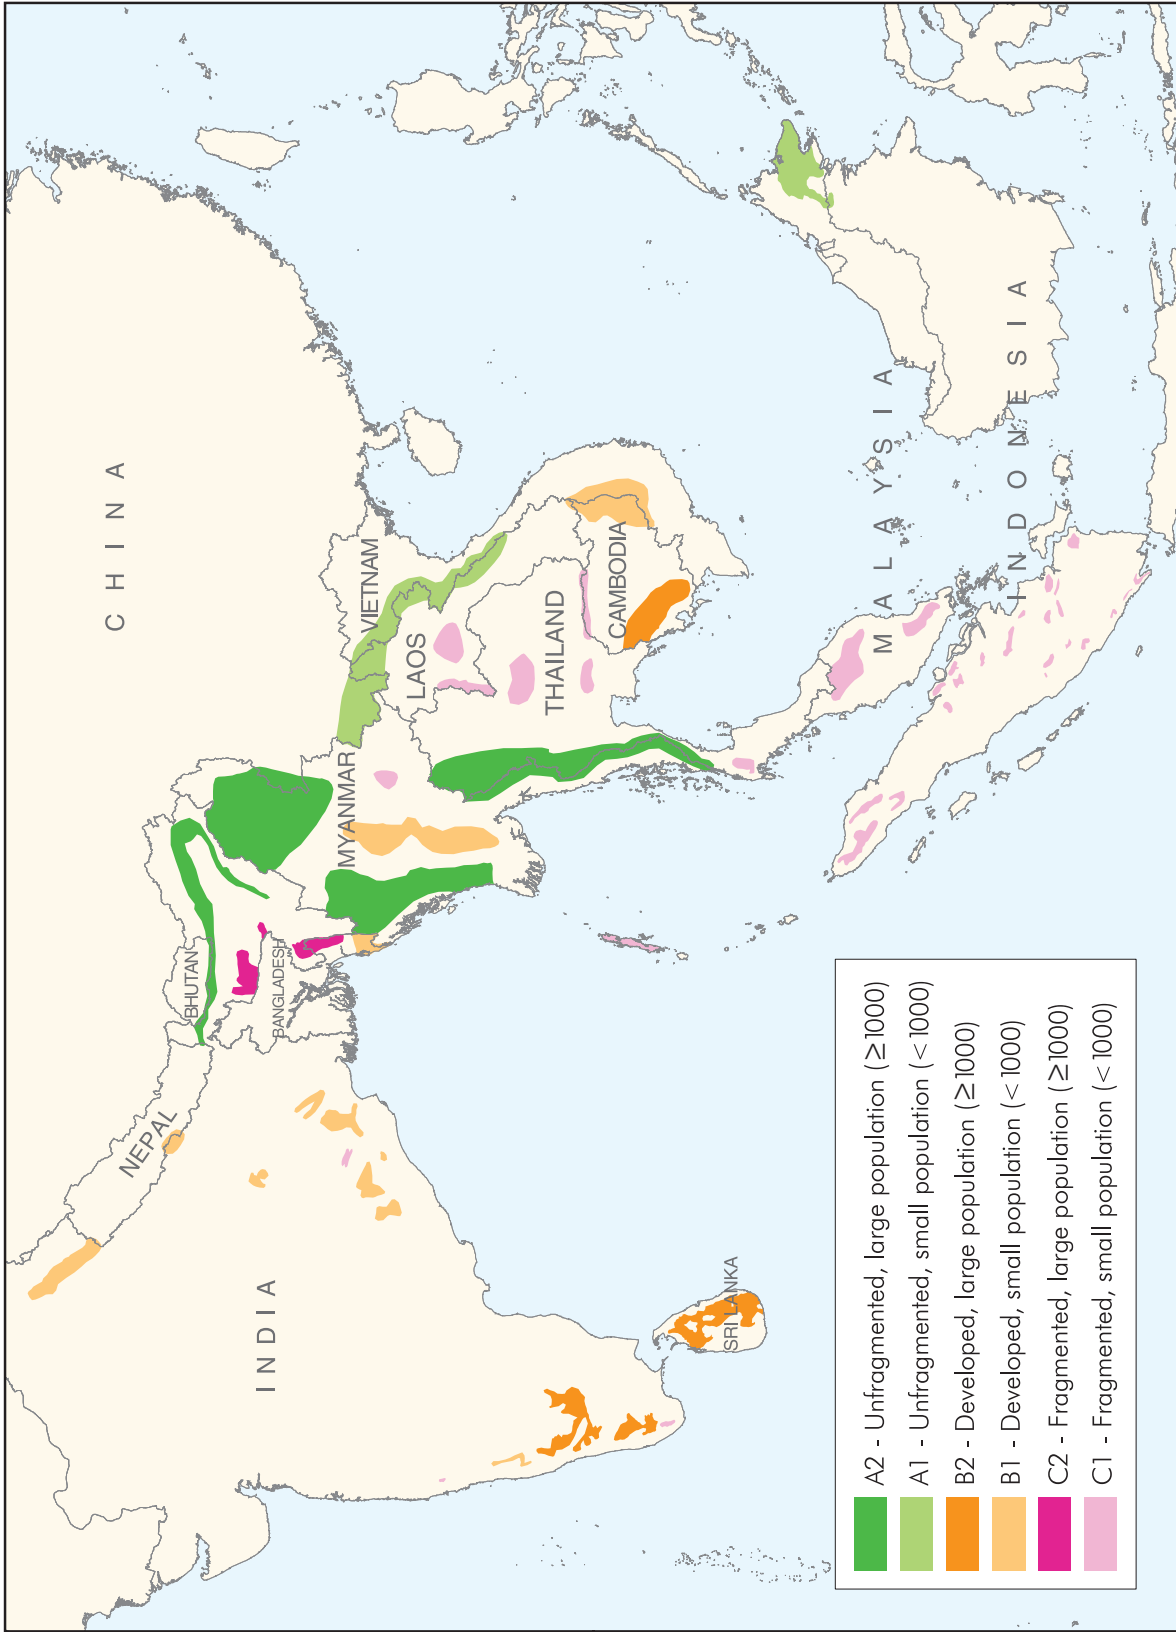 CHINA
NEPAL
BHUTAN
BANGLADESH
INDIA
MYANMAR
VIETNAM
LAOS
THAILAND
CAMBODIA
SRI LANKA
MALAYSIA
INDONESIA
A2 - Unfragmented, large population (≥1000)
A1 - Unfragmented, small population (<1000)
B2 - Developed, large population (≥1000)
B1 - Developed, small population (<1000)
C2 - Fragmented, large population (≥1000)
C1 - Fragmented, small population (<1000)